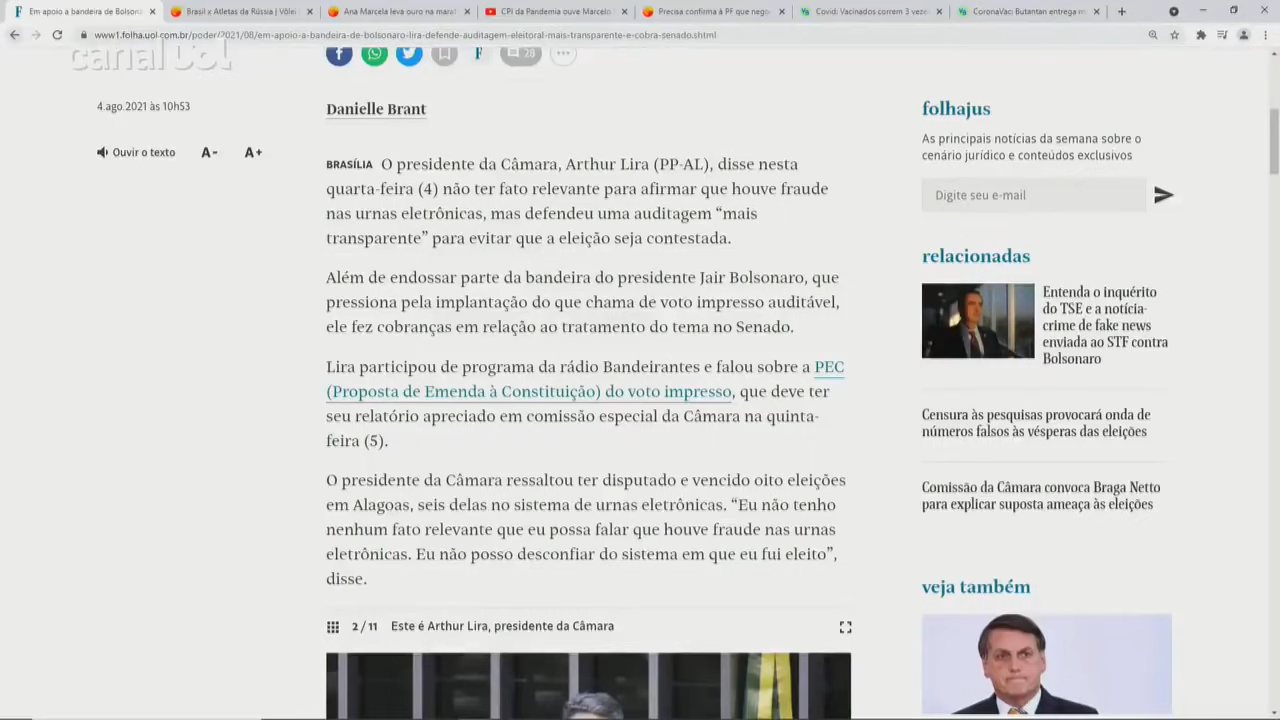 Em apoio a bandeira de Bolsona
Brasil x Atletas da Rússia | Vôlei
Ana Marcela leva ouro na mara
CPI da Pandemia ouve Marcelo
Precisa confirma à PF que nego
Covid: Vacinados correm 3 veze
CoronaVac: Butantan entrega m
www1.folha.uol.com.br/poder/2021/08/em-apoio-a-bandeira-de-bolsonaro-lira-defende-auditagem-eleitoral-mais-transparente-e-cobra-senado.shtml
canal uol
F
28
4.ago.2021 às 10h53
Ouvir o texto
A-
A+
Danielle Brant
BRASÍLIA O presidente da Câmara, Arthur Lira (PP-AL), disse nesta
quarta-feira (4) não ter fato relevante para afirmar que houve fraude
nas urnas eletrônicas, mas defendeu uma auditagem “mais
transparente” para evitar que a eleição seja contestada.
Além de endossar parte da bandeira do presidente Jair Bolsonaro, que
pressiona pela implantação do que chama de voto impresso auditável,
ele fez cobranças em relação ao tratamento do tema no Senado.
Lira participou de programa da rádio Bandeirantes e falou sobre a PEC
(Proposta de Emenda à Constituição) do voto impresso, que deve ter
seu relatório apreciado em comissão especial da Câmara na quinta-
feira (5).
O presidente da Câmara ressaltou ter disputado e vencido oito eleições
em Alagoas, seis delas no sistema de urnas eletrônicas. “Eu não tenho
nenhum fato relevante que eu possa falar que houve fraude nas urnas
eletrônicas. Eu não posso desconfiar do sistema em que eu fui eleito”,
disse.
2 / 11 Este é Arthur Lira, presidente da Câmara
folhajus
As principais notícias da semana sobre o
cenário jurídico e conteúdos exclusivos
Digite seu e-mail
relacionadas
Entenda o inquérito
do TSE e a notícia-
crime de fake news
enviada ao STF contra
Bolsonaro
Censura às pesquisas provocará onda de
números falsos às vésperas das eleições
Comissão da Câmara convoca Braga Netto
para explicar suposta ameaça às eleições
veja também